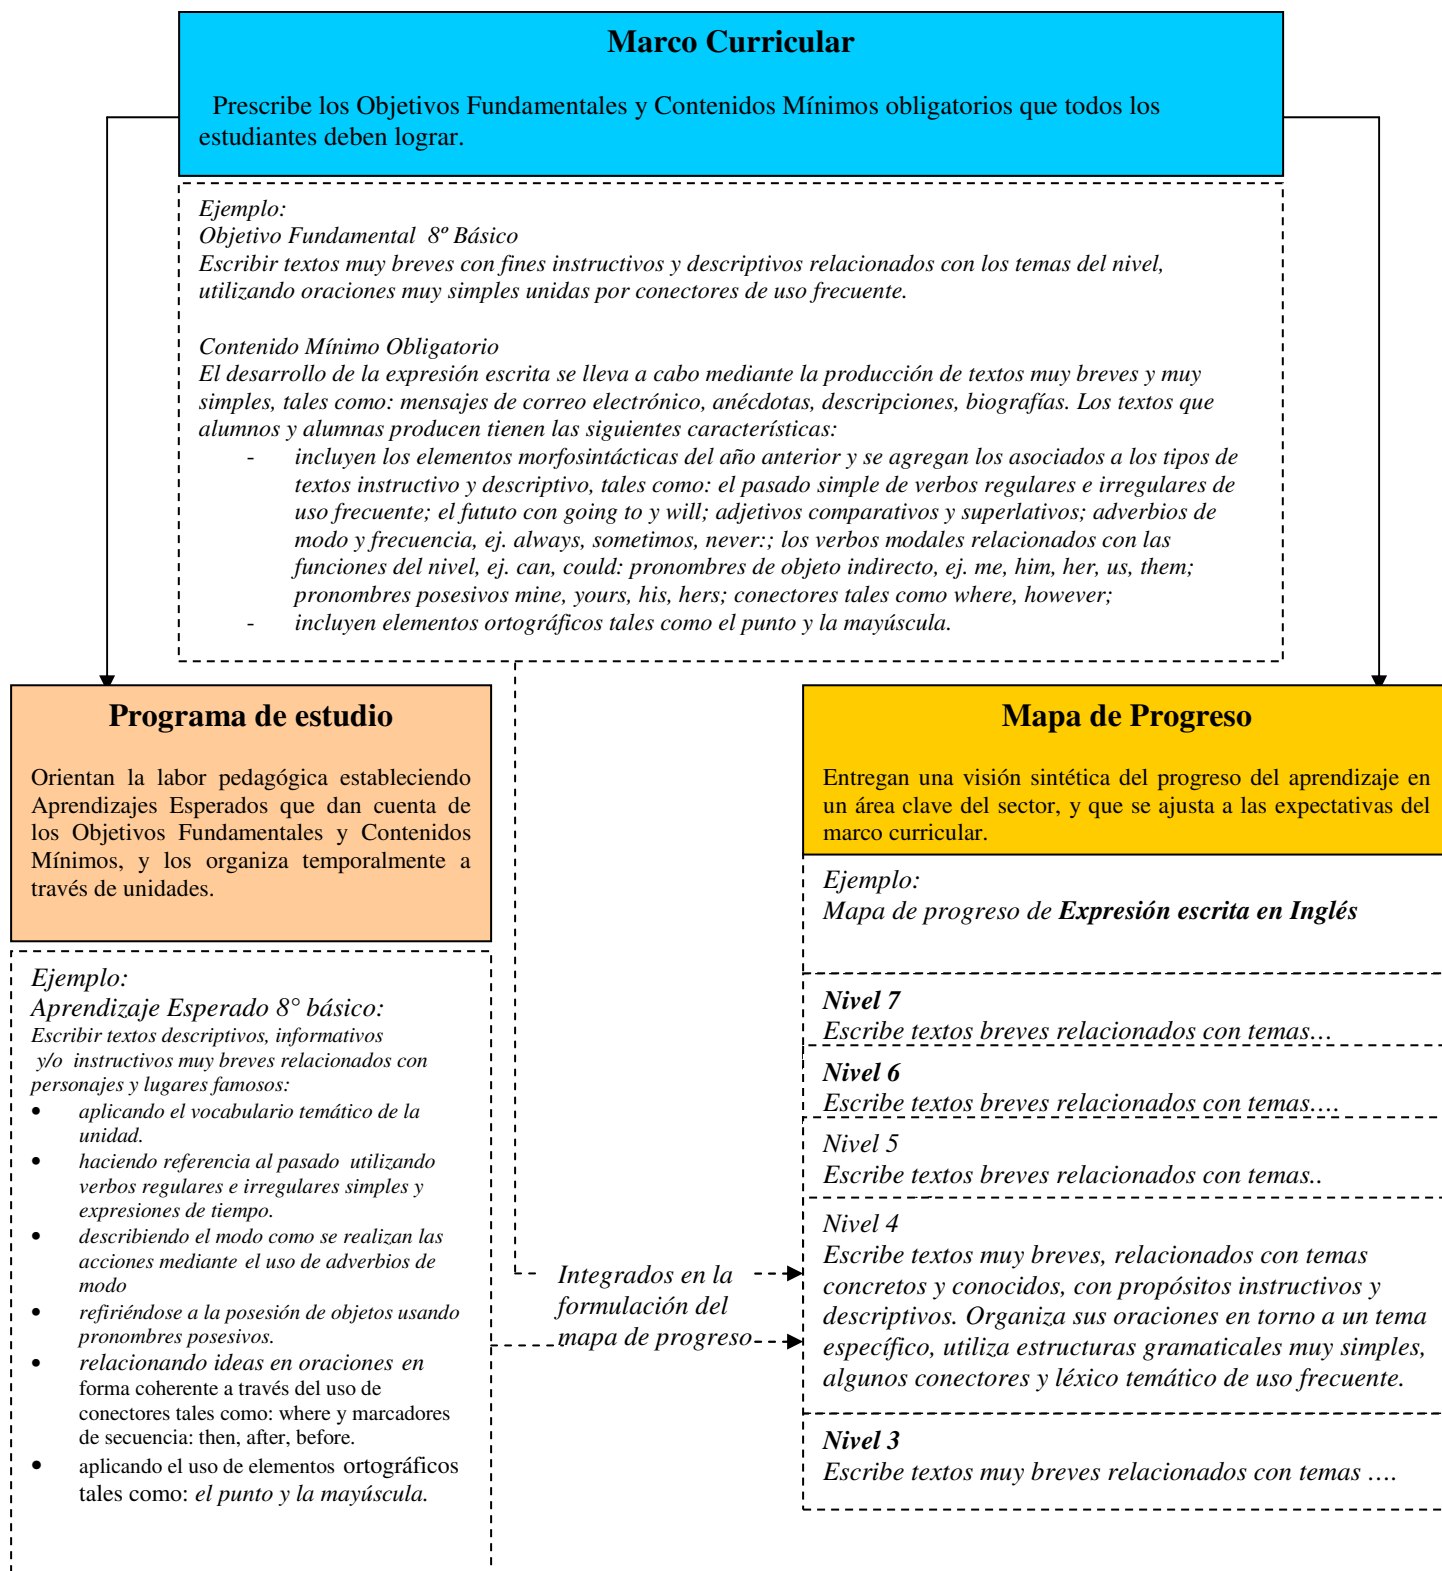 Marco Curricular
Prescribe los Objetivos Fundamentales y Contenidos Mínimos obligatorios que todos los
estudiantes deben lograr.
Ejemplo:
Objetivo Fundamental 8º Básico
Escribir textos muy breves con fines instructivos y descriptivos relacionados con los temas del nivel,
utilizando oraciones muy simples unidas por conectores de uso frecuente.
Contenido Mínimo Obligatorio
El desarrollo de la expresión escrita se lleva a cabo mediante la producción de textos muy breves y muy
simples, tales como: mensajes de correo electrónico, anécdotas, descripciones, biografías. Los textos que
alumnos y alumnas producen tienen las siguientes características:
- incluyen los elementos morfosintácticas del año anterior y se agregan los asociados a los tipos de
textos instructivo y descriptivo, tales como: el pasado simple de verbos regulares e irregulares de
uso frecuente; el fututo con going to y will; adjetivos comparativos y superlativos; adverbios de
modo y frecuencia, ej. always, sometimos, never:; los verbos modales relacionados con las
funciones del nivel, ej. can, could: pronombres de objeto indirecto, ej. me, him, her, us, them;
pronombres posesivos mine, yours, his, hers; conectores tales como where, however;
- incluyen elementos ortográficos tales como el punto y la mayúscula.
Programa de estudio
Orientan la labor pedagógica estableciendo
Aprendizajes Esperados que dan cuenta de
los Objetivos Fundamentales y Contenidos
Mínimos, y los organiza temporalmente a
través de unidades.
Ejemplo:
Aprendizaje Esperado 8° básico:
Escribir textos descriptivos, informativos
y/o instructivos muy breves relacionados con
personajes y lugares famosos:
• aplicando el vocabulario temático de la
unidad.
• haciendo referencia al pasado utilizando
verbos regulares e irregulares simples y
expresiones de tiempo.
• describiendo el modo como se realizan las
acciones mediante el uso de adverbios de
modo
• refiriéndose a la posesión de objetos usando
pronombres posesivos.
• relacionando ideas en oraciones en
forma coherente a través del uso de
conectores tales como: where y marcadores
de secuencia: then, after, before.
• aplicando el uso de elementos ortográficos
tales como: el punto y la mayúscula.
Integrados en la
formulación del
mapa de progreso
Mapa de Progreso
Entregan una visión sintética del progreso del aprendizaje en
un área clave del sector, y que se ajusta a las expectativas del
marco curricular.
Ejemplo:
Mapa de progreso de Expresión escrita en Inglés
Nivel 7
Escribe textos breves relacionados con temas…
Nivel 6
Escribe textos breves relacionados con temas….
Nivel 5
Escribe textos breves relacionados con temas..
Nivel 4
Escribe textos muy breves, relacionados con temas
concretos y conocidos, con propósitos instructivos y
descriptivos. Organiza sus oraciones en torno a un tema
específico, utiliza estructuras gramaticales muy simples,
algunos conectores y léxico temático de uso frecuente.
Nivel 3
Escribe textos muy breves relacionados con temas ….